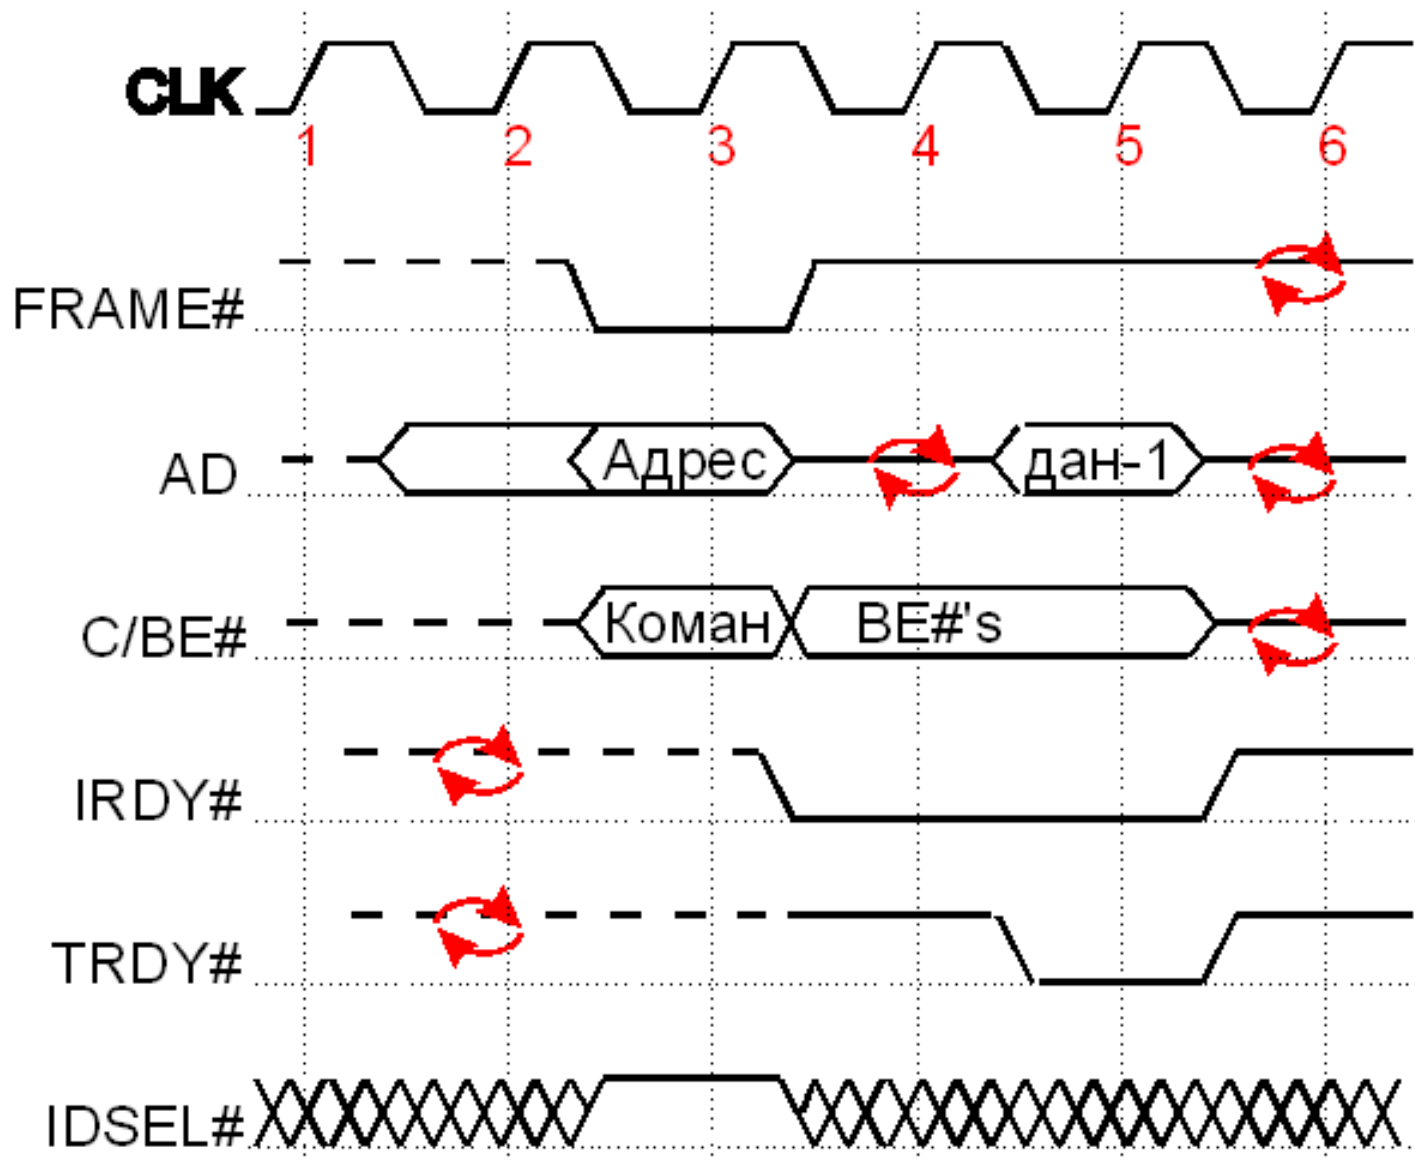 CLK
1 2 3 4 5 6
FRAME#
AD Адрес дан-1
C/BE# Коман BE#'s
IRDY#
TRDY#
IDSEL#